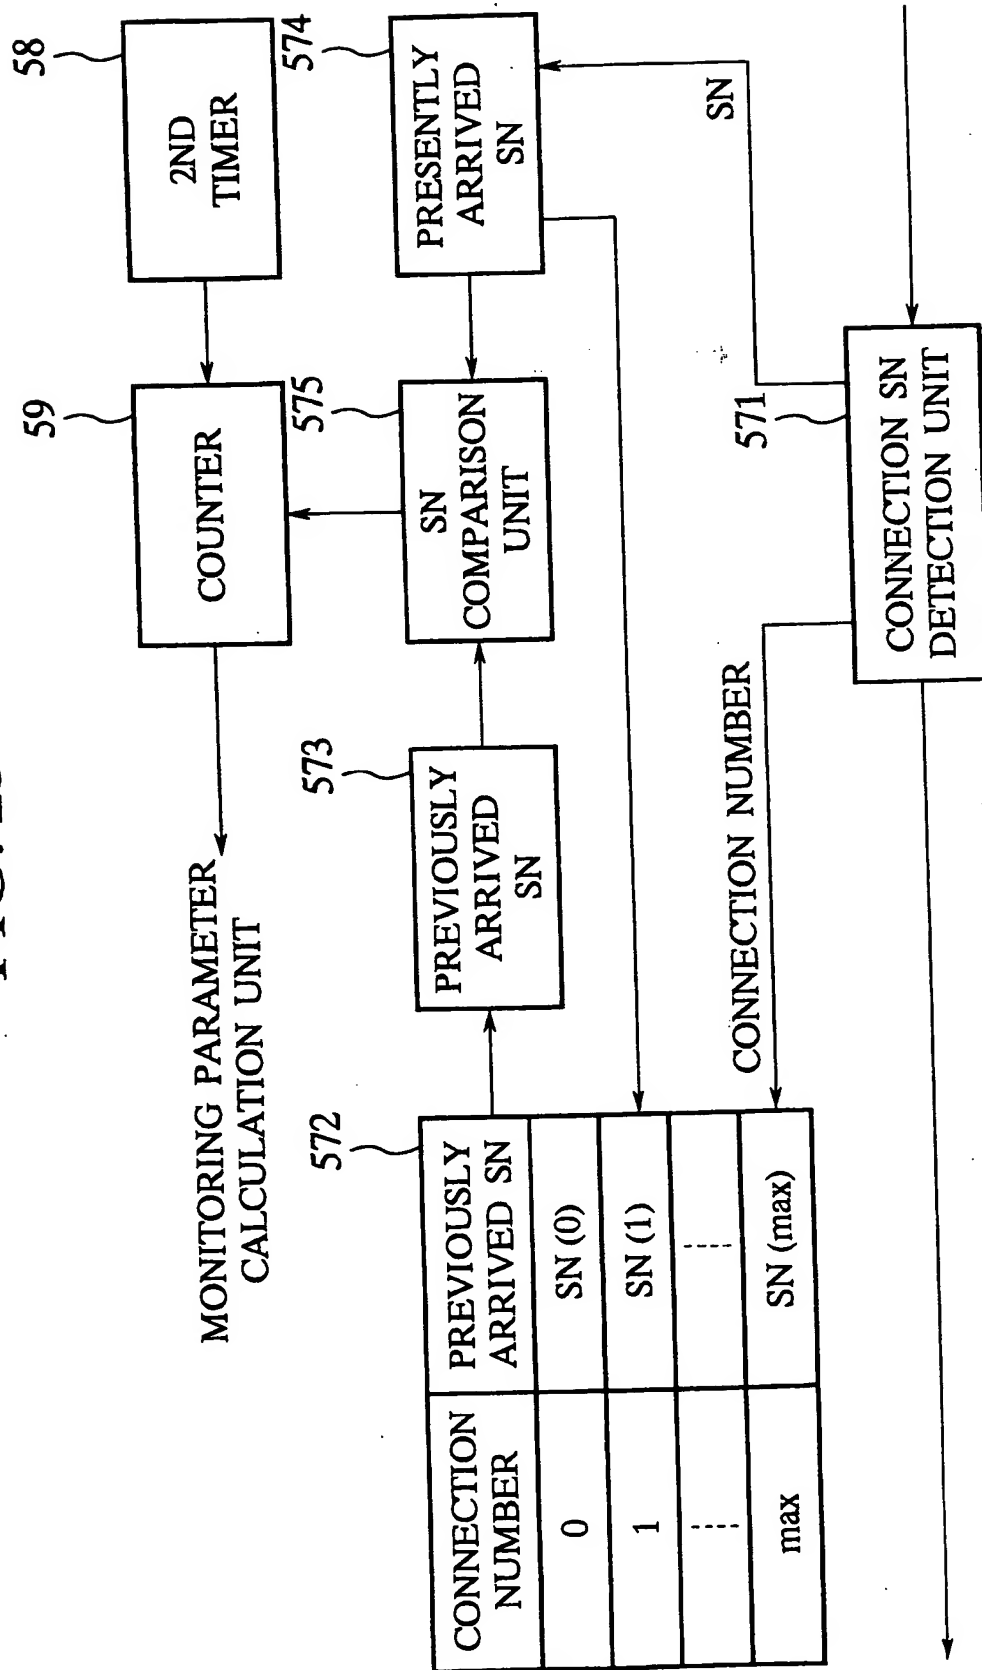 MONITORING PARAMETER
CALCULATION UNIT
59
COUNTER
58
2ND
TIMER
572
CONNECTION
NUMBER
PREVIOUSLY
ARRIVED SN
0
SN (0)
1
SN (1)
max
SN (max)
573
PREVIOUSLY
ARRIVED
SN
575
SN
COMPARISON
UNIT
574
PRESENTLY
ARRIVED
SN
CONNECTION NUMBER
SN
571
CONNECTION SN
DETECTION UNIT